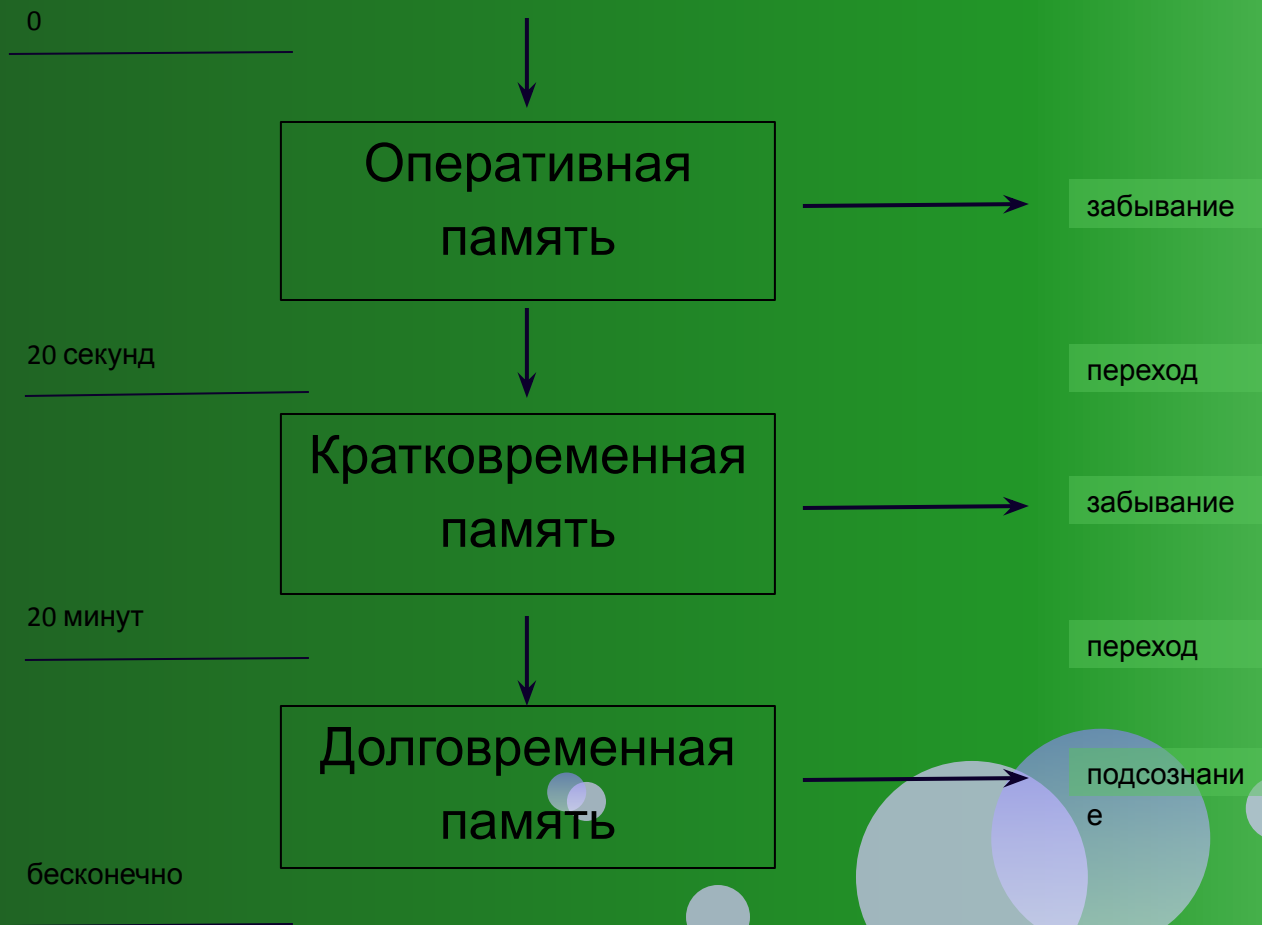 0
Оперативная
память
забывание
20 секунд
переход
Кратковременная
память
забывание
20 минут
переход
Долговременная
память
подсознани
е
бесконечно